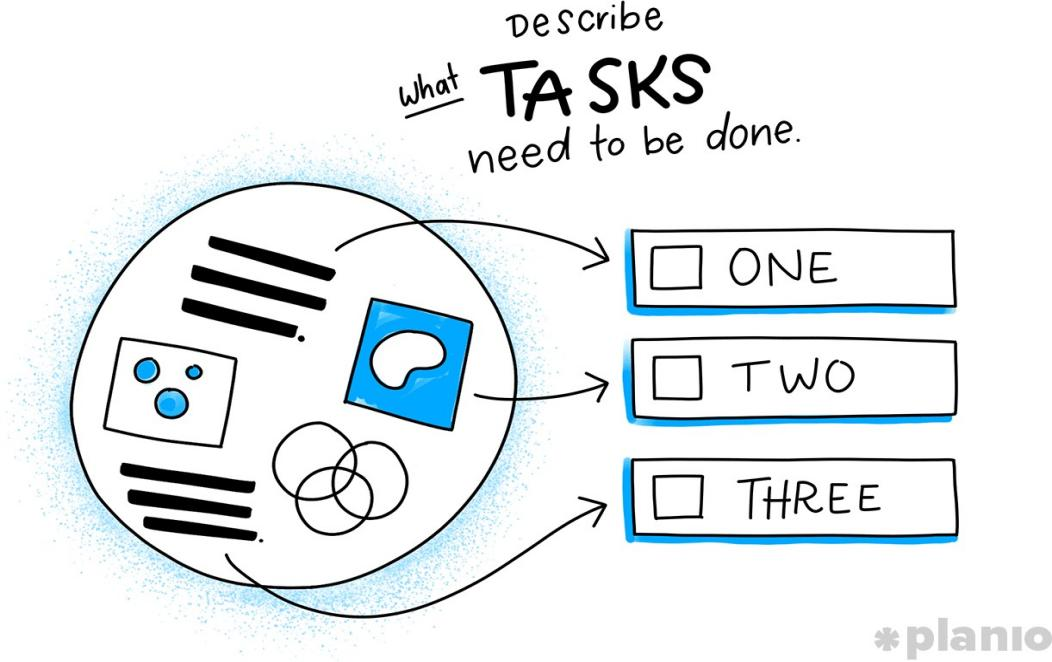 Describe
What TASKS
need to be done.
ONE
TWO
THREE
*planio